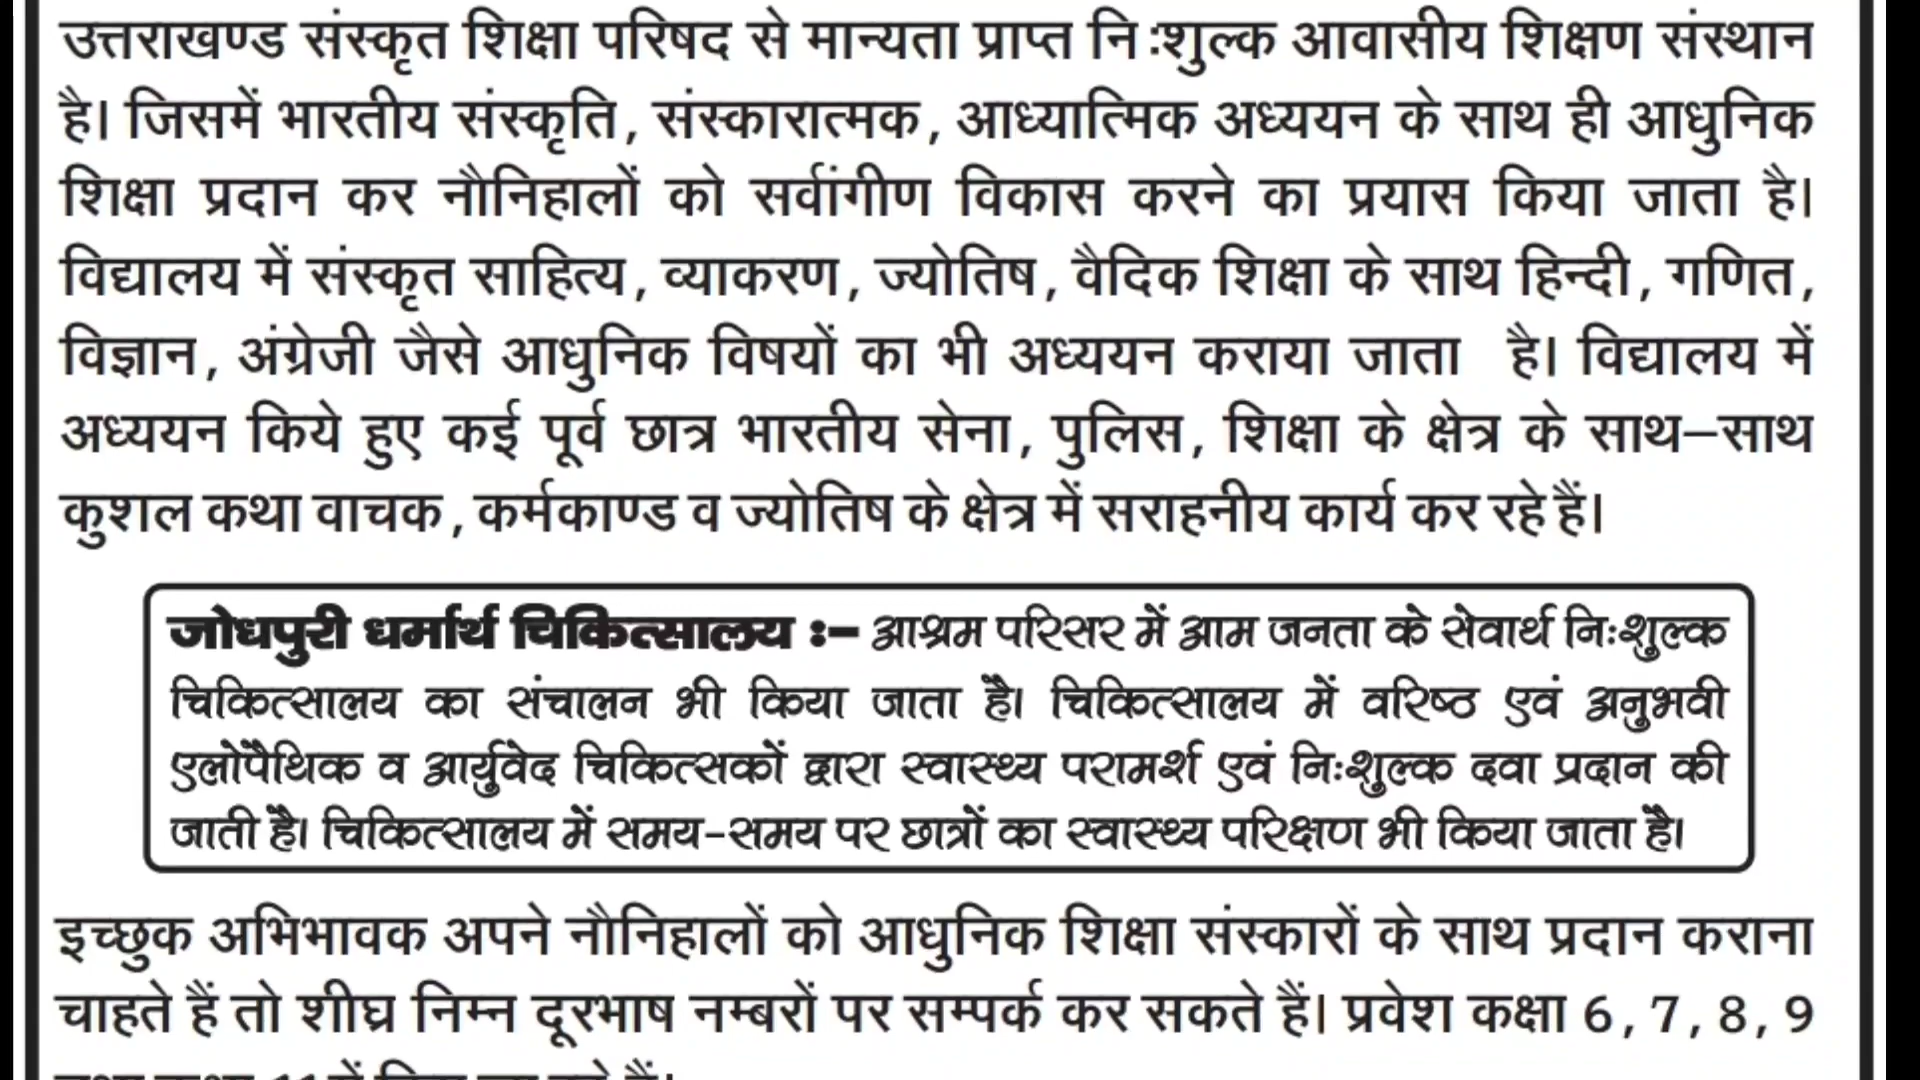 उत्तराखण्ड संस्कृत शिक्षा परिषद से मान्यता प्राप्त नि:शुल्क आवासीय शिक्षण संस्थान
है। जिसमें भारतीय संस्कृति, संस्कारात्मक, आध्यात्मिक अध्ययन के साथ ही आधुनिक
शिक्षा प्रदान कर नौनिहालों को सर्वांगीण विकास करने का प्रयास किया जाता है।
विद्यालय में संस्कृत साहित्य, व्याकरण, ज्योतिष, वैदिक शिक्षा के साथ हिन्दी, गणित,
विज्ञान, अंग्रेजी जैसे आधुनिक विषयों का भी अध्ययन कराया जाता है। विद्यालय में
अध्ययन किये हुए कई पूर्व छात्र भारतीय सेना, पुलिस, शिक्षा के क्षेत्र के साथ–साथ
कुशल कथा वाचक, कर्मकाण्ड व ज्योतिष के क्षेत्र में सराहनीय कार्य कर रहे हैं।
जोधपुरी धर्मार्थ चिकित्सालय :– आश्रम परिसर में आम जनता के सेवार्थ निःशुल्क
चिकित्सालय का संचालन भी किया जाता है। चिकित्सालय में वरिष्ठ एवं अनुभवी
एलोपैथिक व आर्युवेद चिकित्सकों द्वारा स्वास्थ्य परामर्श एवं निःशुल्क दवा प्रदान की
जाती है। चिकित्सालय में समय-समय पर छात्रों का स्वास्थ्य परिक्षण भी किया जाता है।
इच्छुक अभिभावक अपने नौनिहालों को आधुनिक शिक्षा संस्कारों के साथ प्रदान कराना
चाहते हैं तो शीघ्र निम्न दूरभाष नम्बरों पर सम्पर्क कर सकते हैं। प्रवेश कक्षा 6, 7, 8, 9